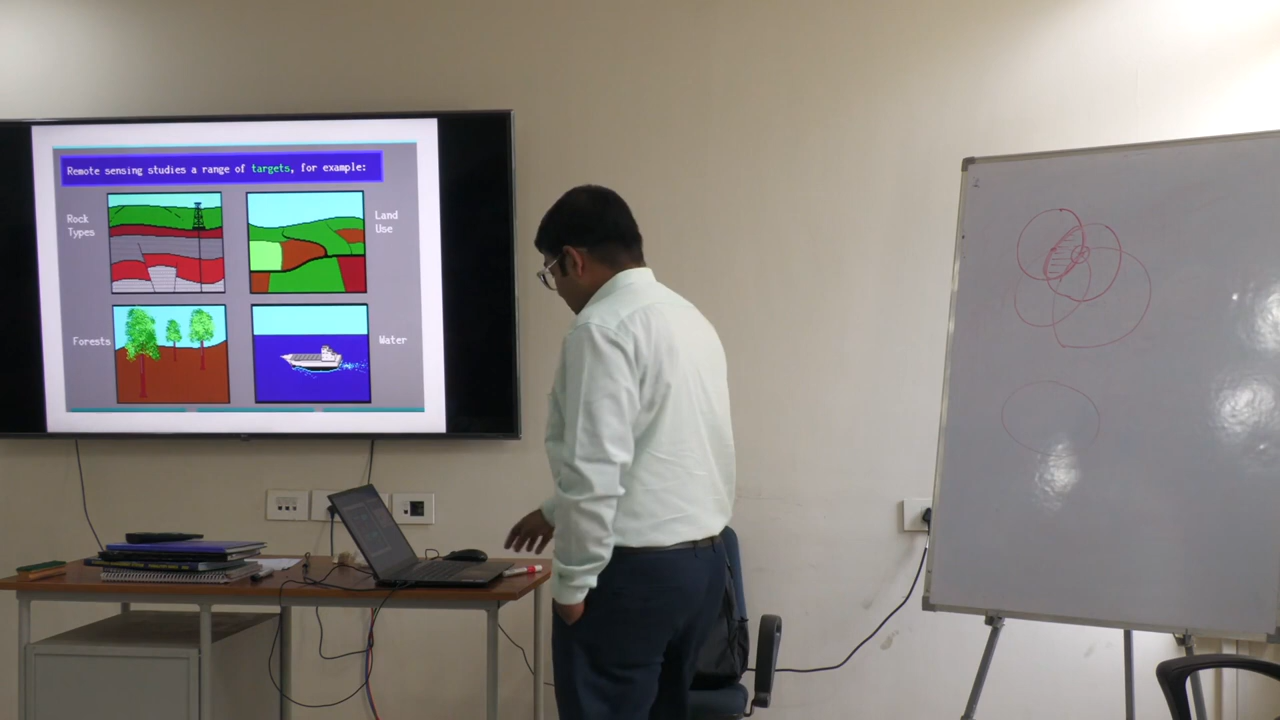 Remote sensing studies a range of targets, for example:
Rock
Types
Land
Use
Forests
Water